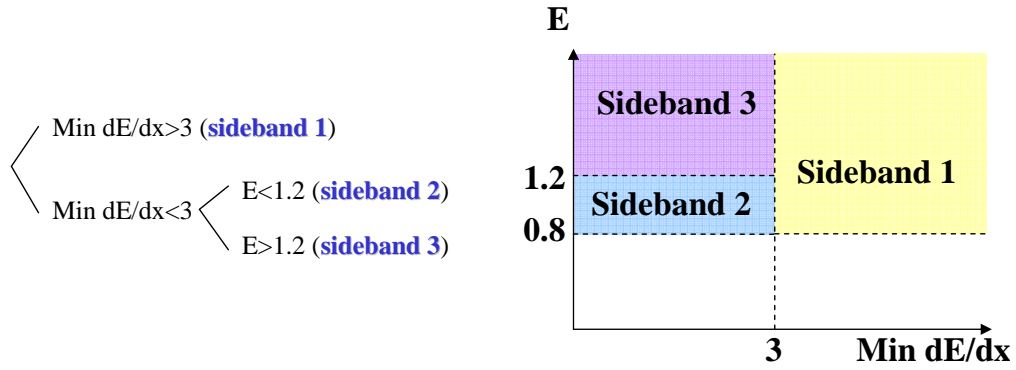 Min dE/dx>3 (sideband 1)
Min dE/dx<3
E<1.2 (sideband 2)
E>1.2 (sideband 3)
E
Sideband 3
Sideband 1
1.2
Sideband 2
0.8
3
Min dE/dx